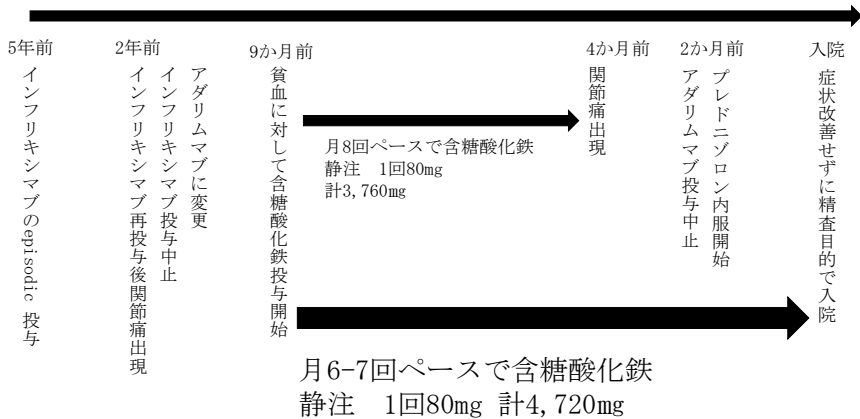 5年前
2年前
9か月前
4か月前
2か月前
入院
インフリキシマブのepisodic 投与
アダリムマブに変更
インフリキシマブ投与中止
インフリキシマブ再投与後関節痛出現
貧血に対して含糖酸化鉄投与開始
月8回ペースで含糖酸化鉄
静注　1回80mg
計3,760mg
関節痛出現
プレドニゾロン内服開始
アダリムマブ投与中止
症状改善せずに精査目的で入院
月6-7回ペースで含糖酸化鉄
静注　1回80mg 計4,720mg